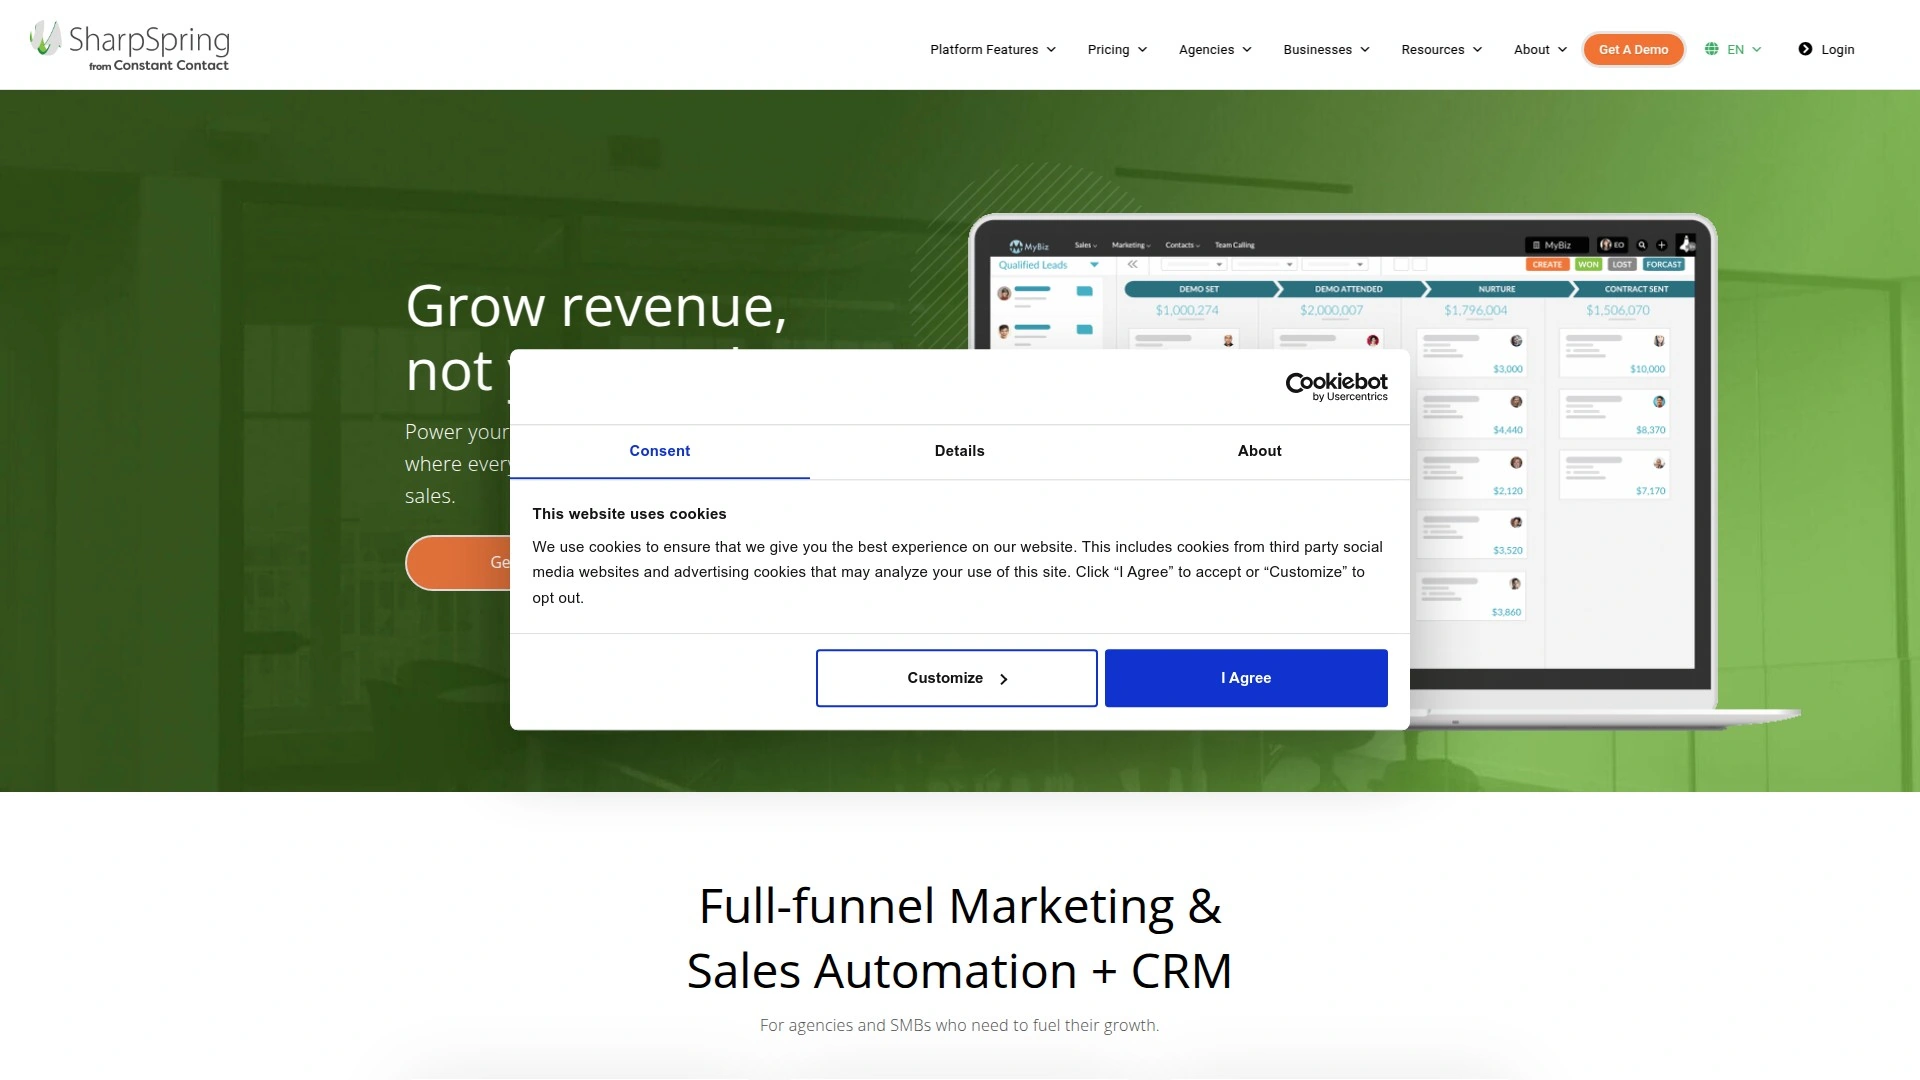 SharpSpring
from Constant Contact
Platform Features
Pricing
Agencies
Businesses
Resources
About
Get A Demo
EN
Login
Grow revenue,
not
Power your
where every
sales.
Ge
MyBiz
Sales
Marketing
Contacts
Team Calling
MyBiz
EO
Qualified Leads
CREATE
WON
LOST
FORCAST
DEMO SET
DEMO ATTENDED
NURTURE
CONTRACT SENT
$1,000,274
$2,000,007
$1,796,004
$1,506,070
$3,000
$10,000
$4,440
$8,370
$2,120
$7,170
$3,520
$3,860
Cookiebot
by Usercentrics
Consent
Details
About
This website uses cookies
We use cookies to ensure that we give you the best experience on our website. This includes cookies from third party social
media websites and advertising cookies that may analyze your use of this site. Click “I Agree” to accept or “Customize” to
opt out.
Customize
I Agree
Full-funnel Marketing &
Sales Automation + CRM
For agencies and SMBs who need to fuel their growth.